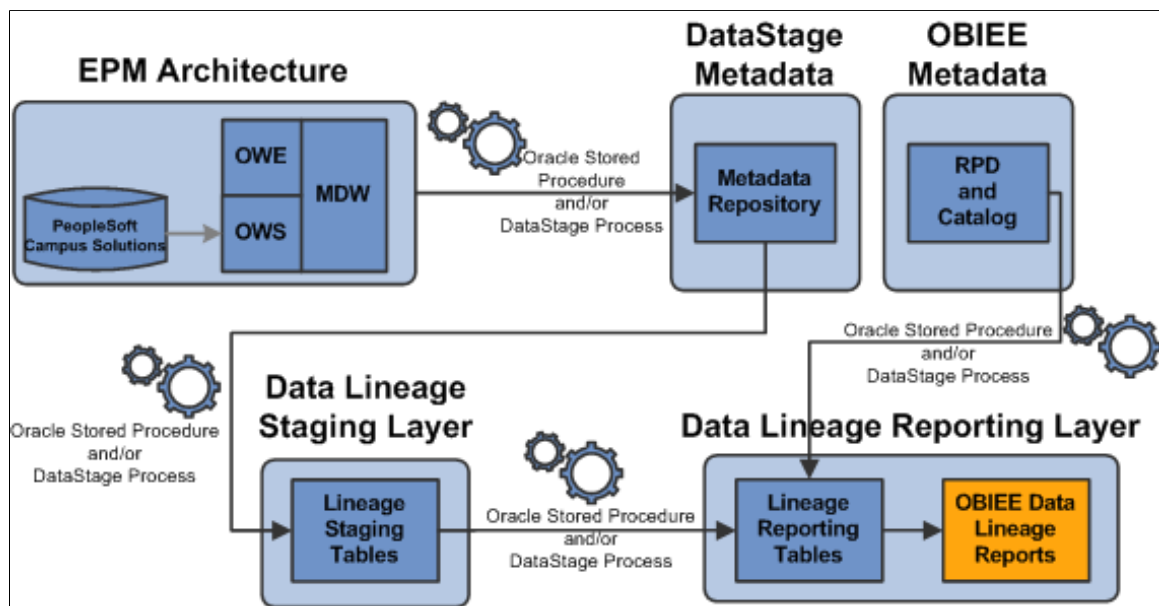 EPM Architecture
DataStage
Metadata
OBIEE
Metadata
PeopleSoft
Campus Solutions
OWE
OWS
MDW
Oracle Stored
Procedure
and/or
DataStage Process
Metadata
Repository
RPD
and
Catalog
Oracle Stored Procedure
and/or
DataStage Process
Oracle Stored Procedure
and/or
DataStage Process
Data Lineage
Staging Layer
Lineage
Staging
Tables
Oracle Stored Procedure
and/or
DataStage Process
Data Lineage Reporting Layer
Lineage
Reporting
Tables
OBIEE Data
Lineage
Reports